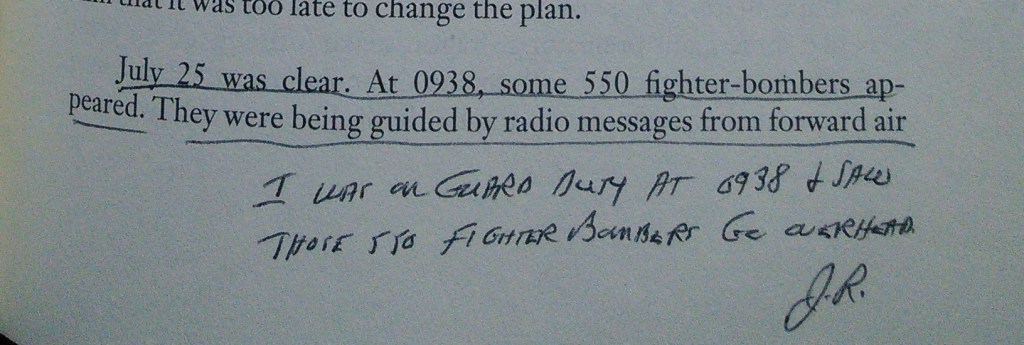 that it was too late to change the plan.
July 25 was clear. At 0938, some 550 fighter-bombers ap-
peared. They were being guided by radio messages from forward air
I WAS on GUARD DUTY AT 0938 & SAW
THOSE 550 FIGHTER BomBERS Go ovERHEAD.
J.R.